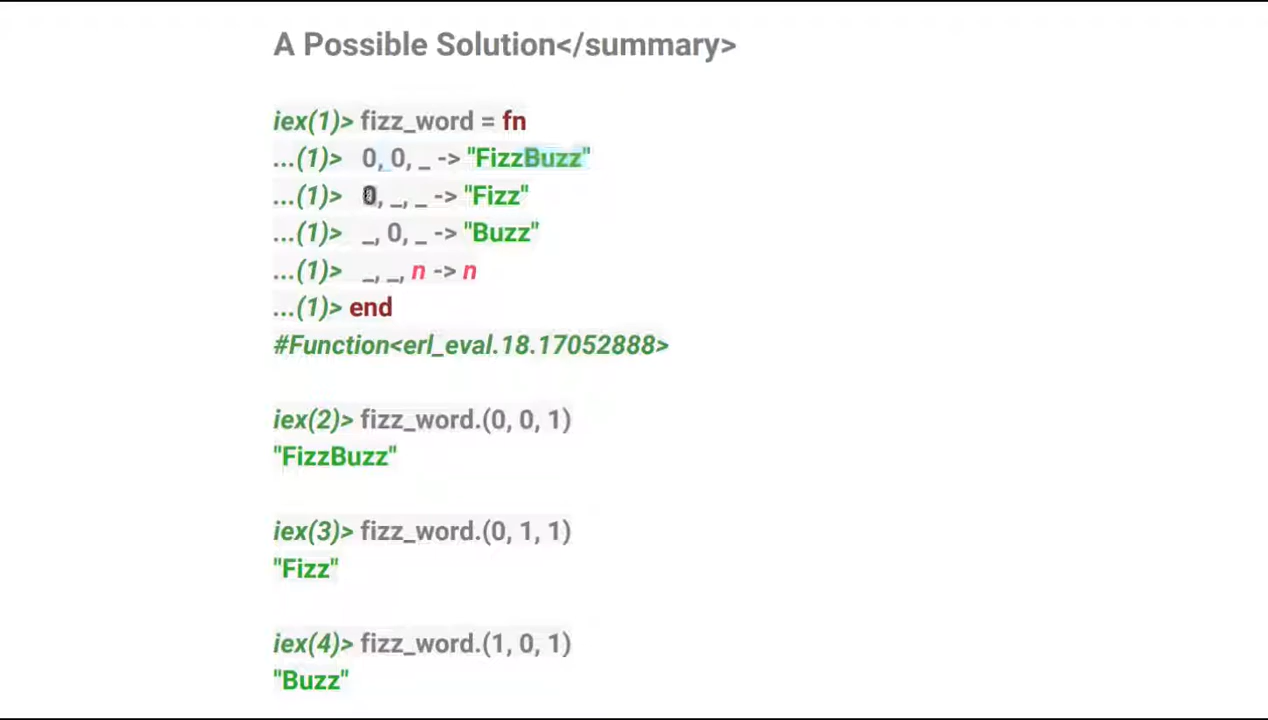 A Possible Solution</summary>
iex(1)> fizz_word = fn
...(1)> 0, 0, _ -> "FizzBuzz"
...(1)> 0, _, _ -> "Fizz"
...(1)> _, 0, _ -> "Buzz"
...(1)> _, _, n -> n
...(1)> end
#Function<erl_eval.18.17052888>
iex(2)> fizz_word.(0, 0, 1)
"FizzBuzz"
iex(3)> fizz_word.(0, 1, 1)
"Fizz"
iex(4)> fizz_word.(1, 0, 1)
"Buzz"